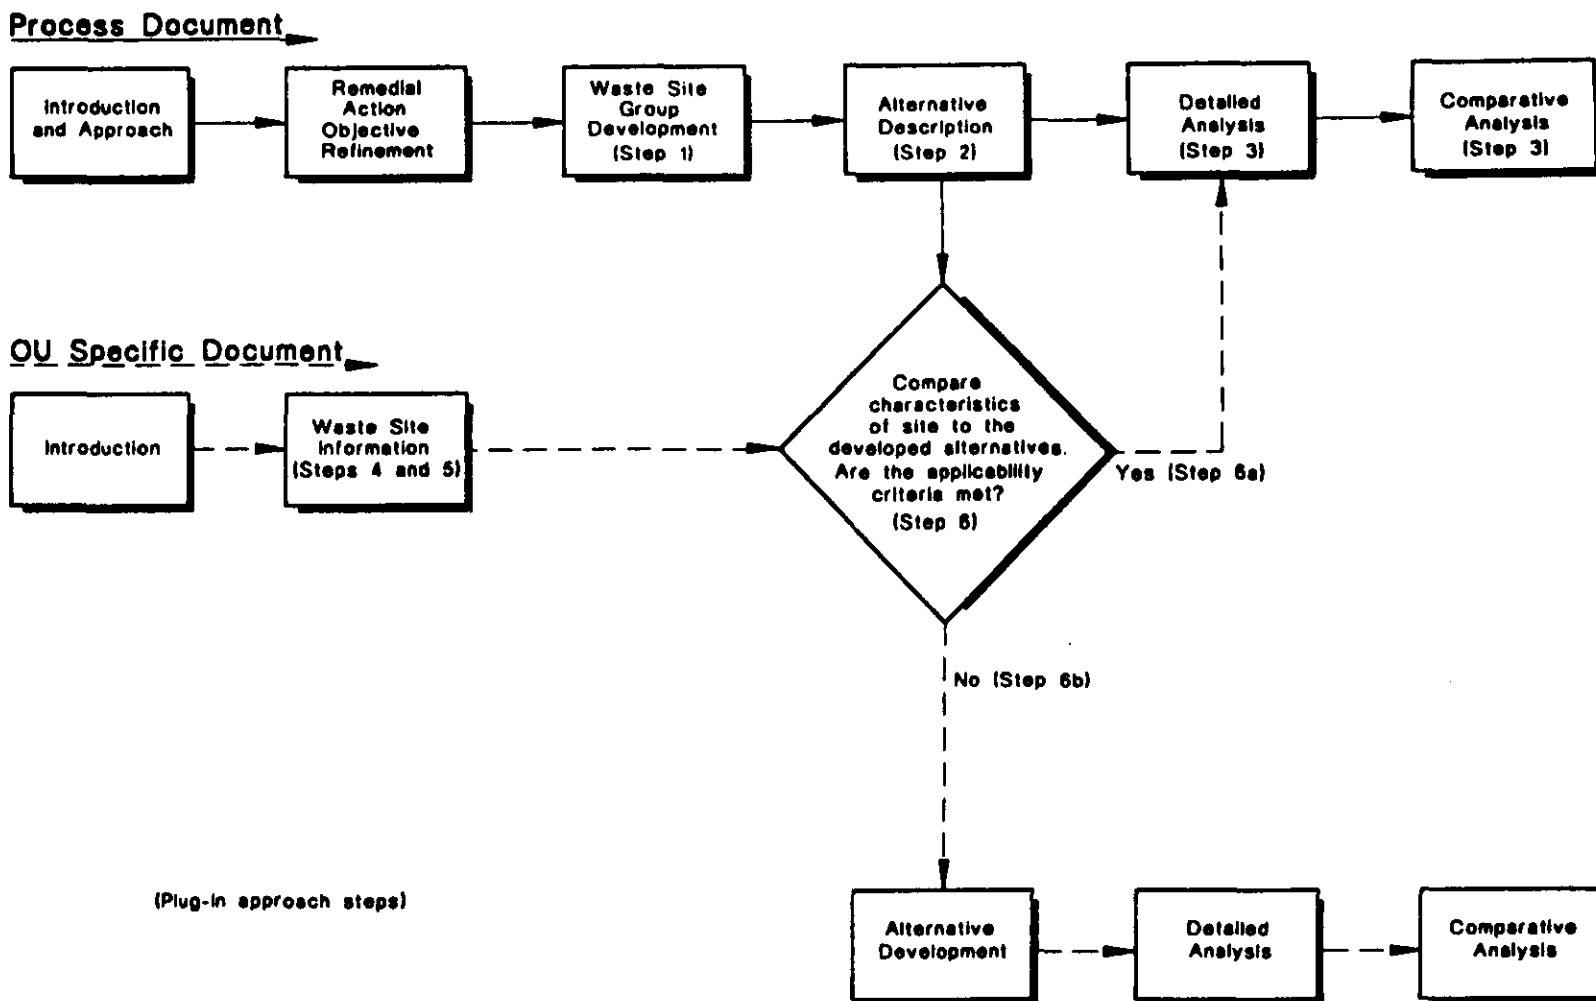 Process Document
Introduction
and Approach
Remedial
Action
Objective
Refinement
Waste Site
Group
Development
(Step 1)
Alternative
Description
(Step 2)
Detailed
Analysis
(Step 3)
Comparative
Analysis
(Step 3)
OU Specific Document
Introduction
Waste Site
Information
(Steps 4 and 5)
Compare
characteristics
of site to the
developed alternatives.
Are the applicability
criteria met?
(Step 6)
Yes (Step 6a)
No (Step 6b)
(Plug-in approach steps)
Alternative
Development
Detailed
Analysis
Comparative
Analysis